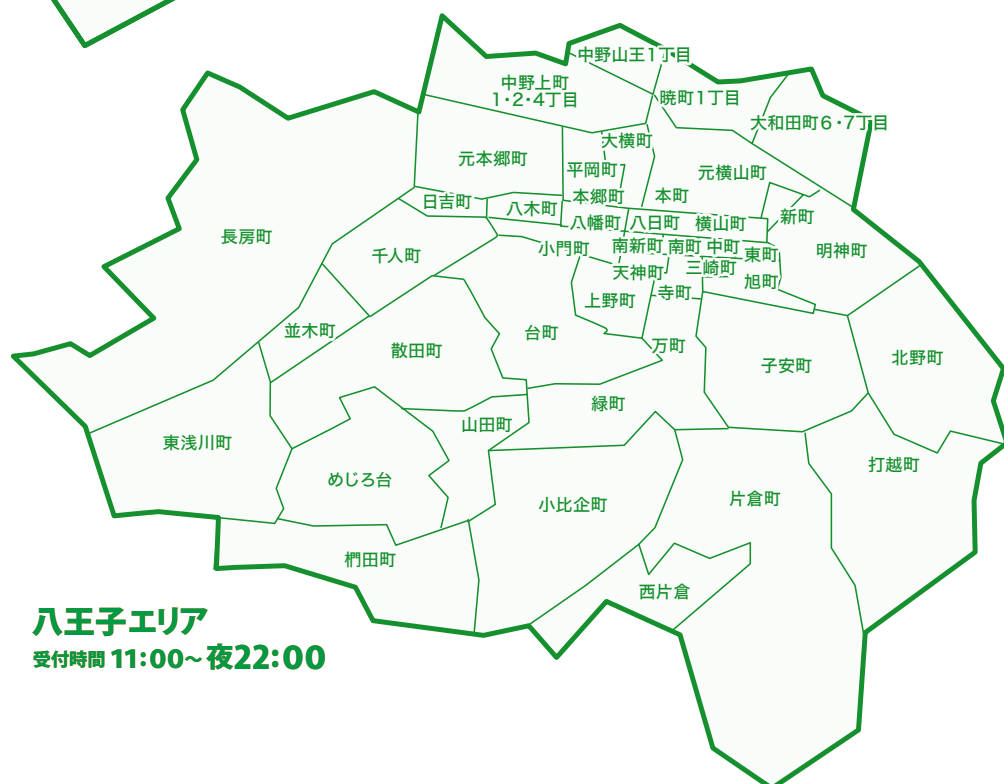 中野山王1丁目
中野上町
1・2・4丁目
暁町1丁目
大和田町6・7丁目
大横町
元本郷町
平岡町
元横山町
本郷町
本町
日吉町
八木町
新町
八幡町
八日町
横山町
長房町
千人町
小門町
南新町
南町
中町
東町
明神町
天神町
三崎町
旭町
上野町
寺町
並木町
台町
散田町
万町
子安町
北野町
緑町
山田町
東浅川町
打越町
めじろ台
小比企町
片倉町
椚田町
西片倉
八王子エリア
受付時間 11:00～夜22:00